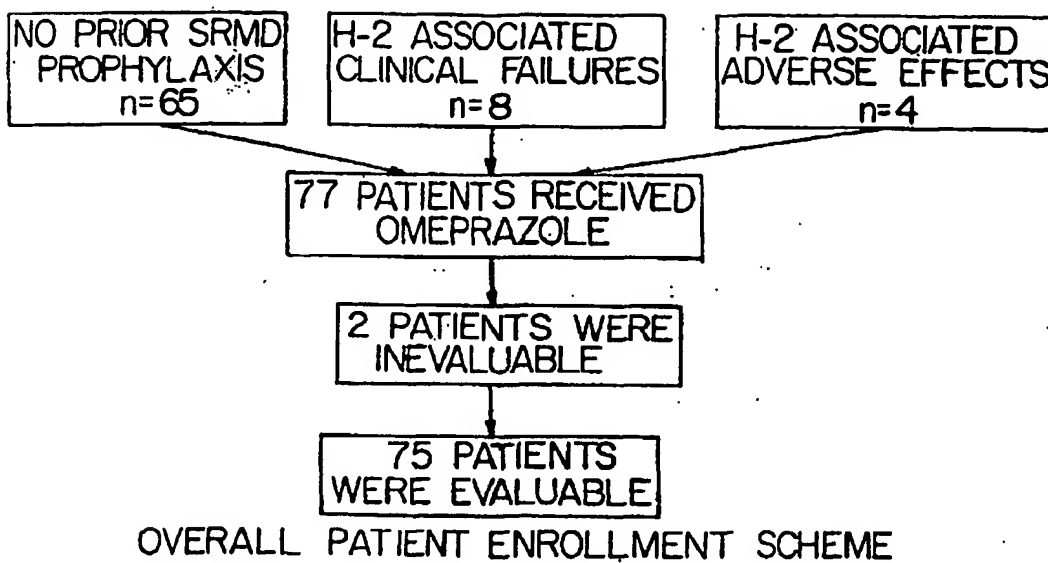 NO PRIOR SRMD
PROPHYLAXIS
n=65
H-2 ASSOCIATED
CLINICAL FAILURES
n=8
H-2 ASSOCIATED
ADVERSE EFFECTS
n=4
77 PATIENTS RECEIVED
OMEPRAZOLE
2 PATIENTS WERE
INEVALUABLE
75 PATIENTS
WERE EVALUABLE
OVERALL PATIENT ENROLLMENT SCHEME